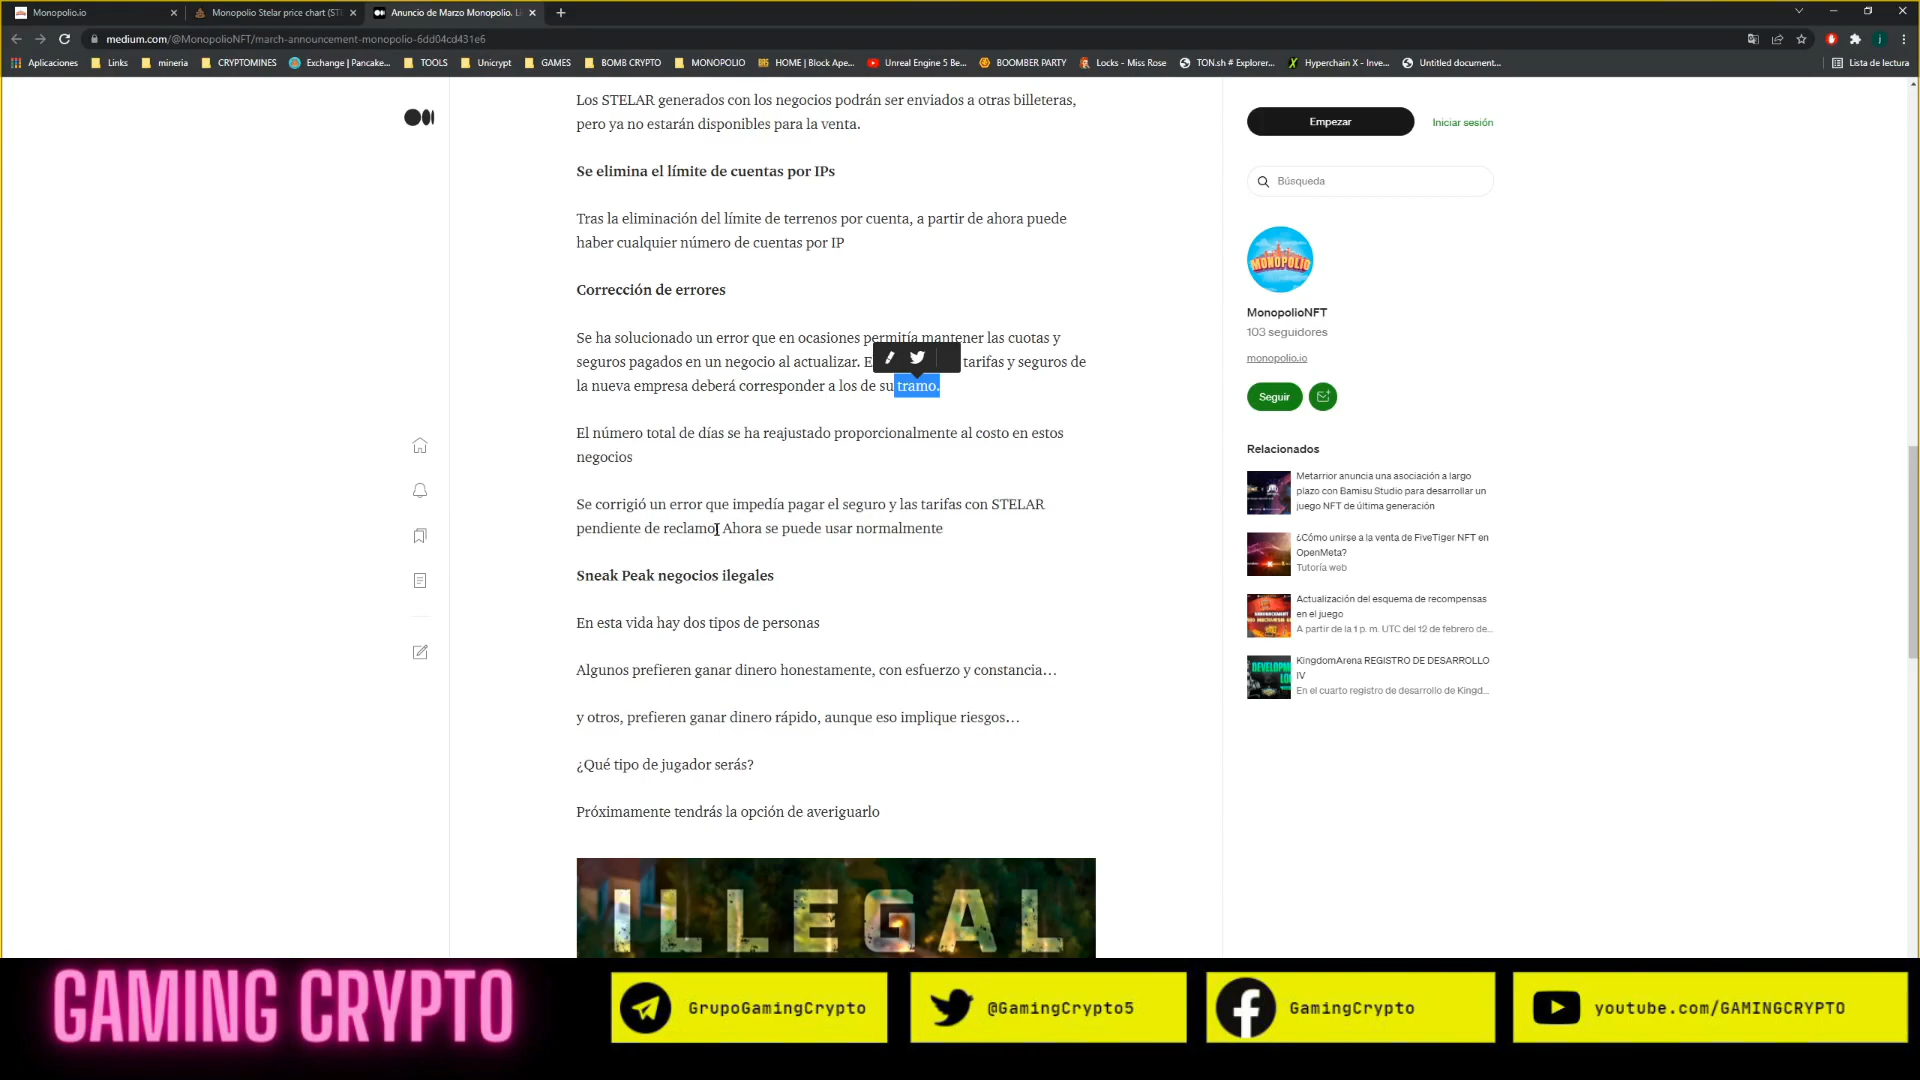 Monopolio.io
Monopolio Stelar price chart (STE
Anuncio de Marzo Monopolio. Li
medium.com/@MonopolioNFT/march-announcement-monopolio-6dd04cd431e6
Aplicaciones
Links
mineria
CRYPTOMINES
Exchange | Pancake...
TOOLS
Unicrypt
GAMES
BOMB CRYPTO
MONOPOLIO
HOME | Block Ape...
Unreal Engine 5 Be...
BOOMBER PARTY
Locks - Miss Rose
TON.sh # Explorer...
Hyperchain X - Inve...
Untitled document...
Lista de lectura
Los STELAR generados con los negocios podrán ser enviados a otras billeteras,
pero ya no estarán disponibles para la venta.
Se elimina el límite de cuentas por IPs
Tras la eliminación del límite de terrenos por cuenta, a partir de ahora puede
haber cualquier número de cuentas por IP
Corrección de errores
Se ha solucionado un error que en ocasiones permitía mantener las cuotas y
seguros pagados en un negocio al actualizar. E tarifas y seguros de
la nueva empresa deberá corresponder a los de su tramo.
El número total de días se ha reajustado proporcionalmente al costo en estos
negocios
Se corrigió un error que impedía pagar el seguro y las tarifas con STELAR
pendiente de reclamo. Ahora se puede usar normalmente
Sneak Peak negocios ilegales
En esta vida hay dos tipos de personas
Algunos prefieren ganar dinero honestamente, con esfuerzo y constancia…
y otros, prefieren ganar dinero rápido, aunque eso implique riesgos…
¿Qué tipo de jugador serás?
Próximamente tendrás la opción de averiguarlo
ILLEGAL
Empezar
Iniciar sesión
Búsqueda
MONOPOLIO
MonopolioNFT
103 seguidores
monopolio.io
Seguir
Relacionados
Metarrior anuncia una asociación a largo
plazo con Bamisu Studio para desarrollar un
juego NFT de última generación
¿Cómo unirse a la venta de FiveTiger NFT en
OpenMeta?
Tutoría web
Actualización del esquema de recompensas
en el juego
A partir de la 1 p. m. UTC del 12 de febrero de...
KingdomArena REGISTRO DE DESARROLLO
IV
En el cuarto registro de desarrollo de Kingd...
GAMING CRYPTO
GrupoGamingCrypto
@GamingCrypto5
GamingCrypto
youtube.com/GAMINGCRYPTO